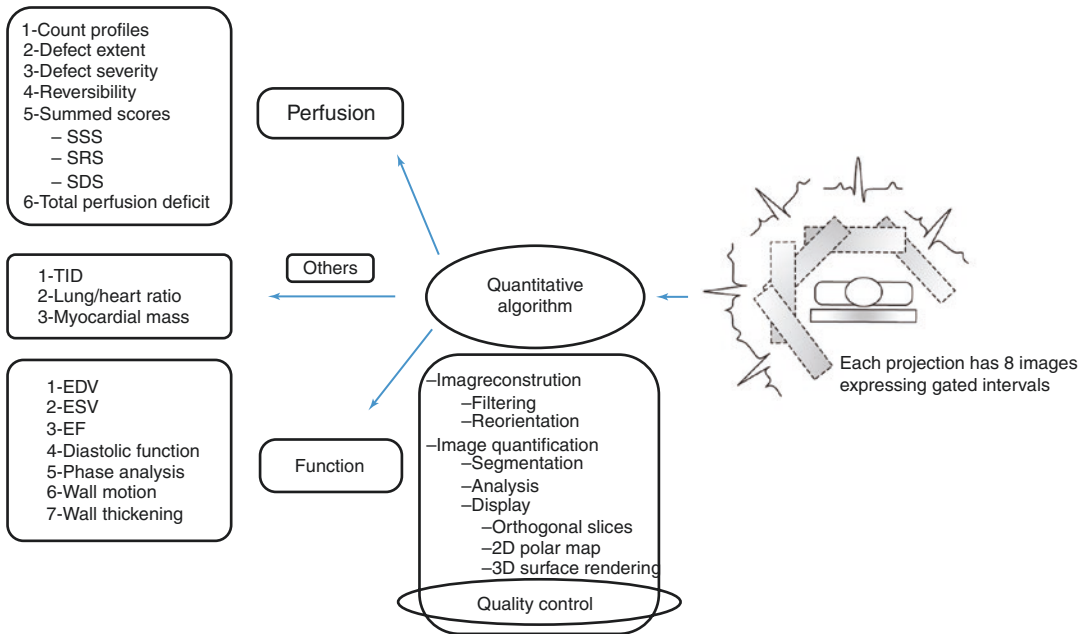 1-Count profiles
2-Defect extent
3-Defect severity
4-Reversibility
5-Summed scores
– SSS
– SRS
– SDS
6-Total perfusion deficit
Perfusion
1-TID
2-Lung/heart ratio
3-Myocardial mass
Others
1-EDV
2-ESV
3-EF
4-Diastolic function
5-Phase analysis
6-Wall motion
7-Wall thickening
Function
Quantitative
algorithm
–Imagreconstrution
–Filtering
–Reorientation
–Image quantification
–Segmentation
–Analysis
–Display
–Orthogonal slices
–2D polar map
–3D surface rendering
Quality control
Each projection has 8 images
expressing gated intervals